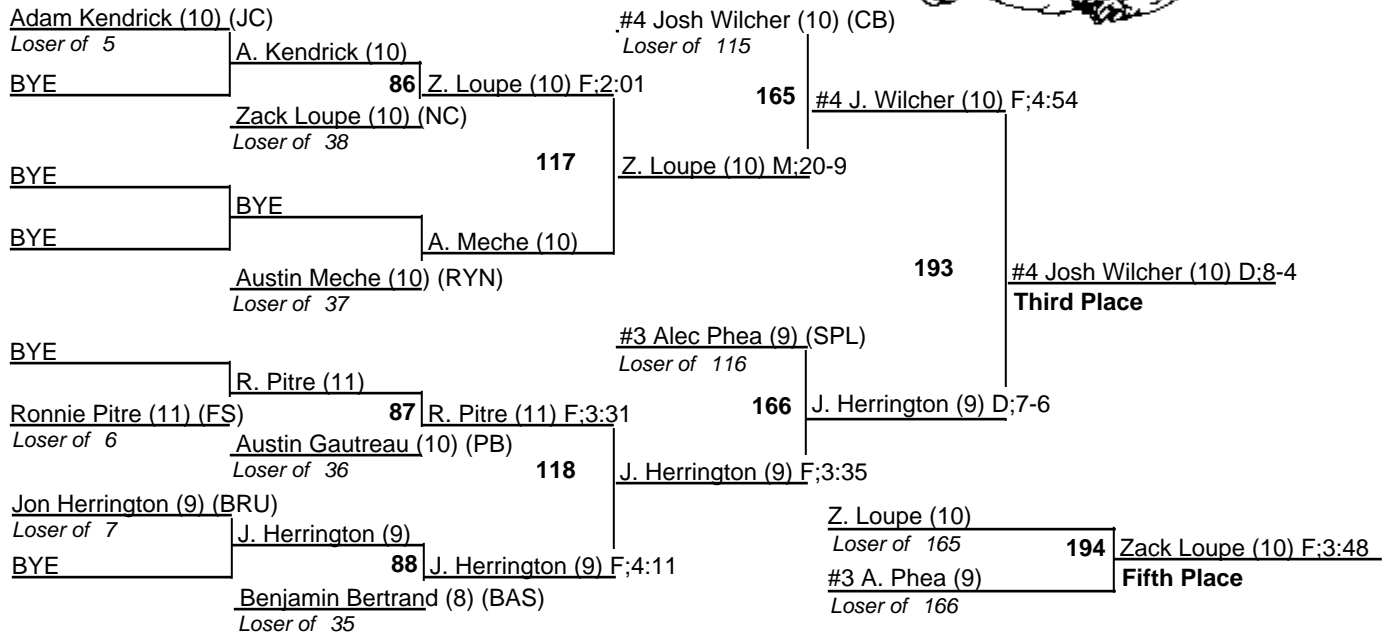 Adam Kendrick (10) (JC)
Loser of 5
A. Kendrick (10)
BYE
86
Z. Loupe (10) F;2:01
Zack Loupe (10) (NC)
Loser of 38
117
BYE
BYE
BYE
A. Meche (10)
Austin Meche (10) (RYN)
Loser of 37
#4 Josh Wilcher (10) (CB)
Loser of 115
165
#4 J. Wilcher (10) F;4:54
Z. Loupe (10) M;20-9
193
#4 Josh Wilcher (10) D;8-4
Third Place
BYE
R. Pitre (11)
Ronnie Pitre (11) (FS)
Loser of 6
87
R. Pitre (11) F;3:31
Austin Gautreau (10) (PB)
Loser of 36
118
#3 Alec Phea (9) (SPL)
Loser of 116
166
J. Herrington (9) D;7-6
J. Herrington (9) F;3:35
Jon Herrington (9) (BRU)
Loser of 7
J. Herrington (9)
BYE
88
J. Herrington (9) F;4:11
Benjamin Bertrand (8) (BAS)
Loser of 35
Z. Loupe (10)
Loser of 165
194
Zack Loupe (10) F;3:48
#3 A. Phea (9)
Fifth Place
Loser of 166